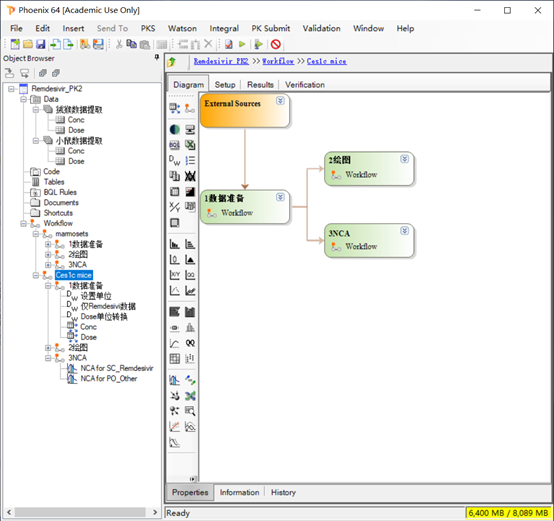 Phoenix 64 [Academic Use Only]
File Edit Insert Send To PKS Watson Integral PK Submit Validation Window Help
Object Browser
Remdesivir_PK2 >> Workflow >> Ces1c mice
Diagram Setup Results Verification
Remdesivir_PK2
Data
狨猴数据提取
Conc
Dose
小鼠数据提取
Conc
Dose
Code
Tables
BQL Rules
Documents
Shortcuts
Workflow
marmosets
1数据准备
2绘图
3NCA
Ces1c mice
1数据准备
设置单位
仅Remdesivi数据
Dose单位转换
Conc
Dose
2绘图
3NCA
NCA for SC_Remdesivir
NCA for PO_Other
External Sources
1数据准备
Workflow
2绘图
Workflow
3NCA
Workflow
Properties Information History
Ready
6,400 MB / 8,089 MB